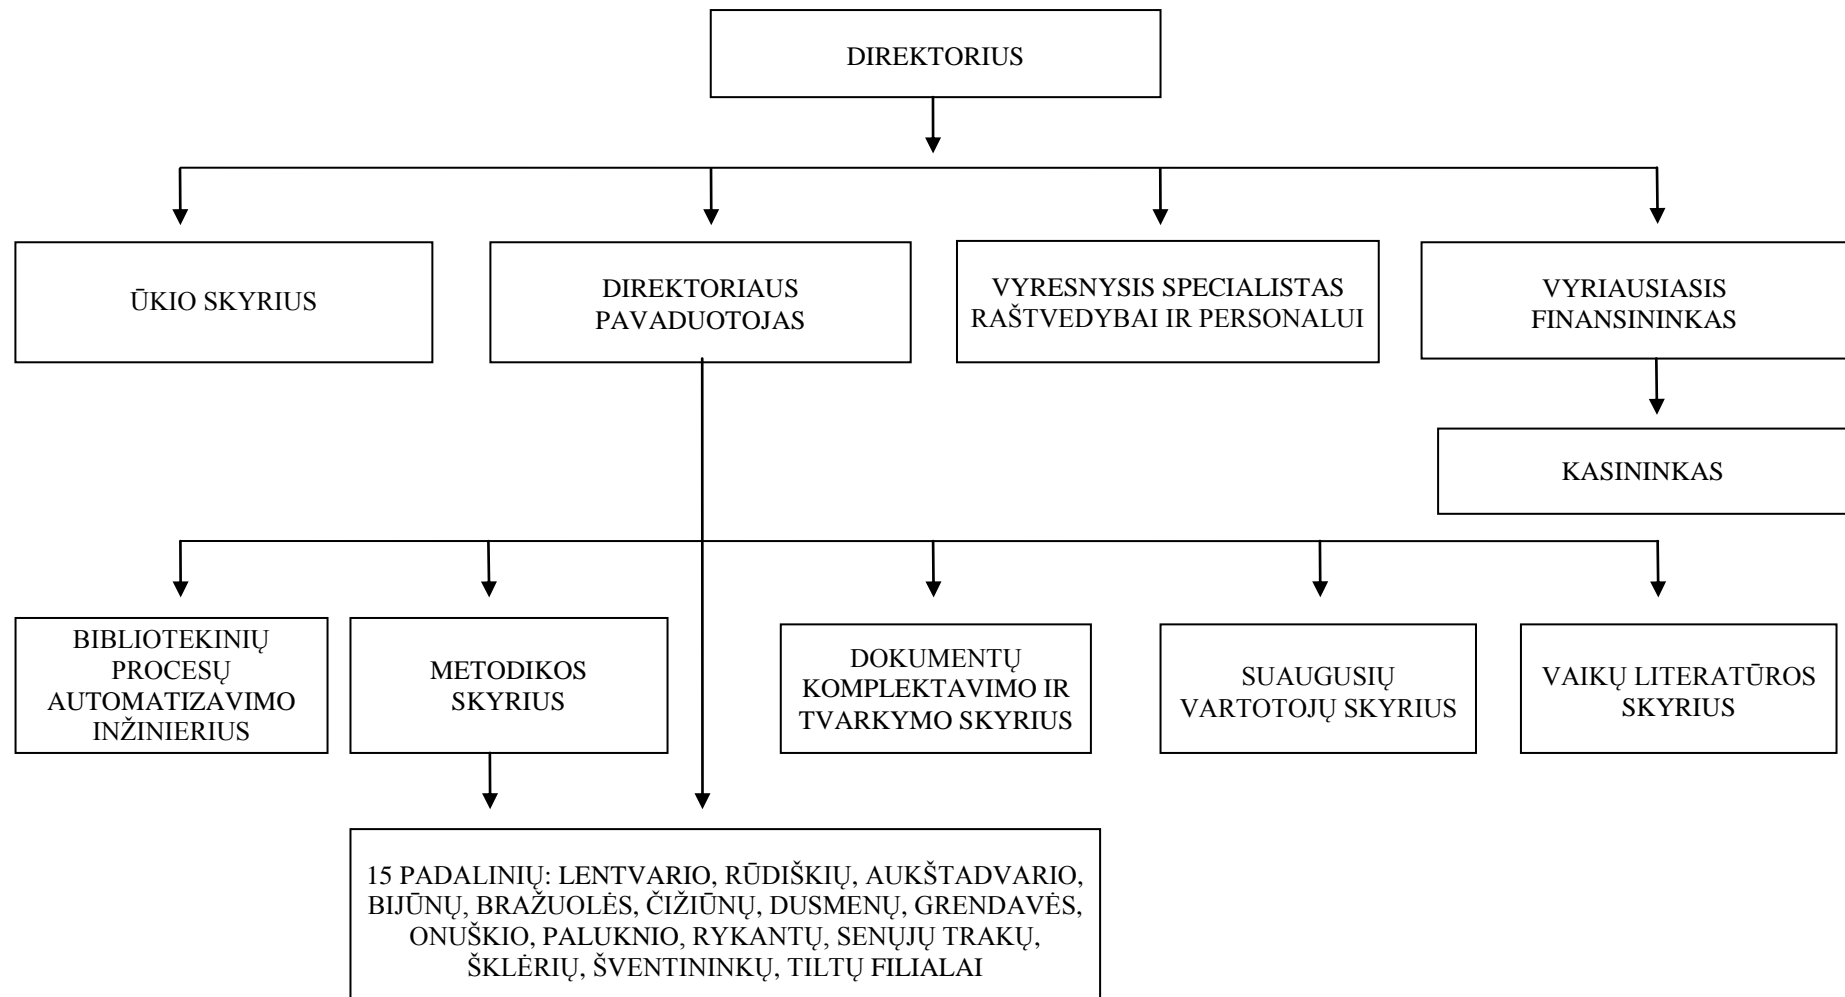 DIREKTORIUS
ŪKIO SKYRIUS
DIREKTORIAUS
PAVADUOTOJAS
VYRESNYSIS SPECIALISTAS
RAŠTVEDYBAI IR PERSONALUI
VYRIAUSIASIS
FINANSININKAS
KASININKAS
BIBLIOTEKINIŲ
PROCESŲ
AUTOMATIZAVIMO
INŽINIERIUS
METODIKOS
SKYRIUS
DOKUMENTŲ
KOMPLEKTAVIMO IR
TVARKYMO SKYRIUS
SUAUGUSIŲ
VARTOTOJŲ SKYRIUS
VAIKŲ LITERATŪROS
SKYRIUS
15 PADALINIŲ: LENTVARIO, RŪDIŠKIŲ, AUKŠTADVARIO,
BIJŪNŲ, BRAŽUOLĖS, ČIŽIŪNŲ, DUSMENŲ, GRENDAVĖS,
ONUŠKIO, PALUKNIO, RYKANTŲ, SENŲJŲ TRAKŲ,
ŠKLĖRIŲ, ŠVENTININKŲ, TILTŲ FILIALAI